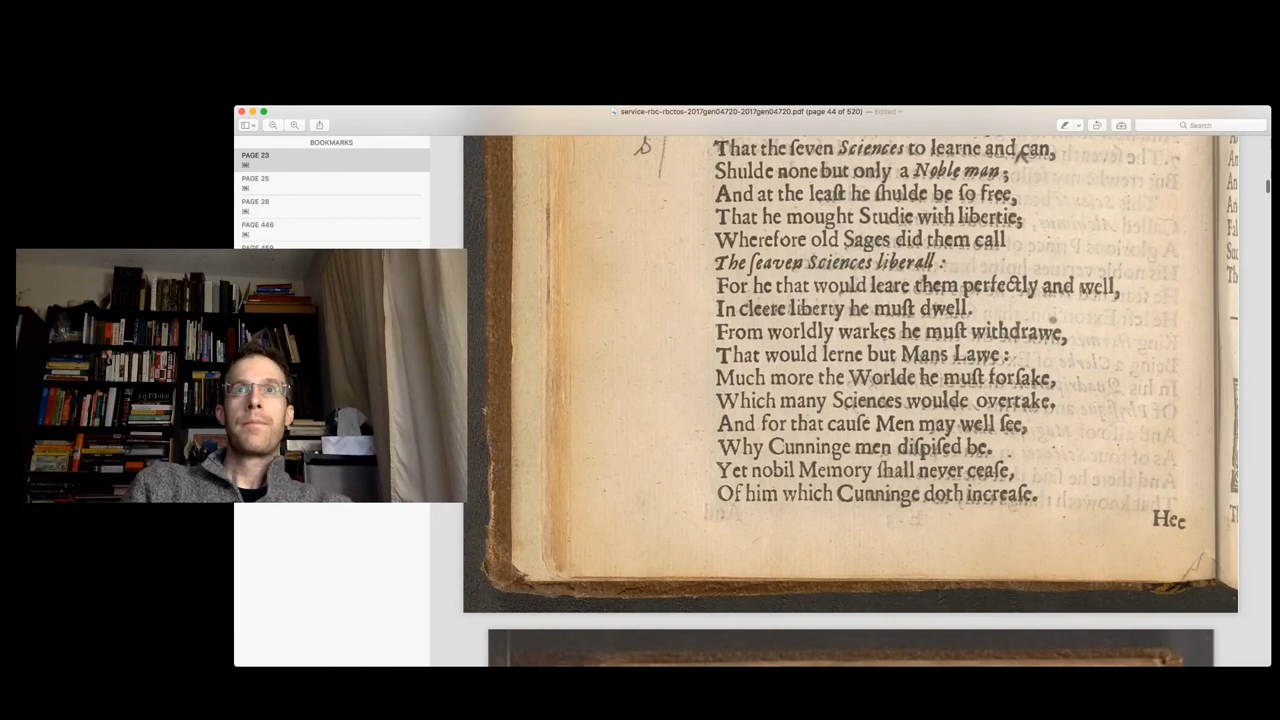 service-rbc-rbctos-2017gen04720-2017gen04720.pdf (page 44 of 520) — Edited
Search
BOOKMARKS
PAGE 23
PAGE 25
PAGE 28
PAGE 446
That the ſeven Sciences to learne and can,
Shulde none but only a Noble man;
And at the leaſt he ſhulde be ſo free,
That he mought Studie with libertie;
Wherefore old Sages did them call
The ſeaven Sciences liberall :
For he that would leare them perfectly and well,
In cleere liberty he muſt dwell.
From worldly warkes he muſt withdrawe,
That would lerne but Mans Lawe :
Much more the Worlde he muſt forſake,
Which many Sciences woulde overtake.
And for that cauſe Men may well ſee,
Why Cunninge men diſpiſed be.
Yet nobil Memory ſhall never ceaſe,
Of him which Cunninge doth increaſe.
Hee